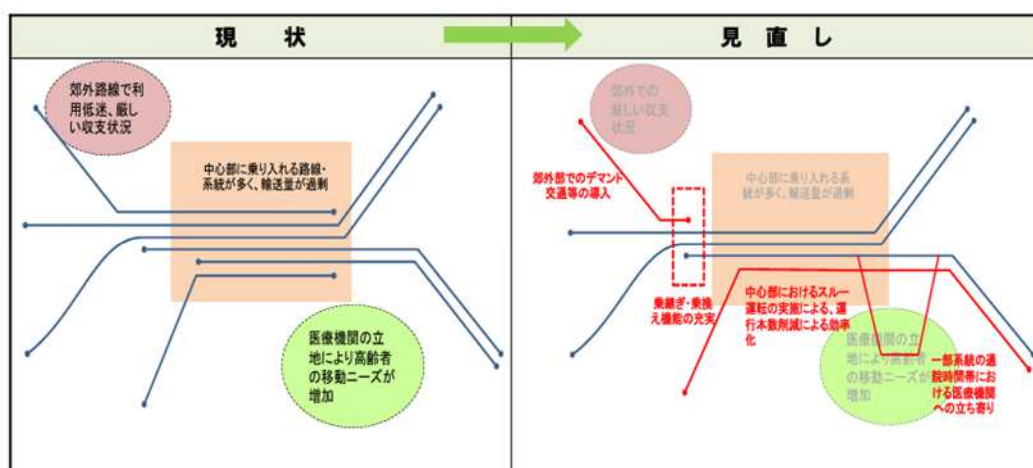 現　状
見直し
郊外路線で利
用低迷、厳し
い収支状況
中心部に乗り入れる路線・
系統が多く、輸送量が過剰
医療機関の立
地により高齢者
の移動ニーズが
増加
郊外での
厳しい収支
状況
郊外部でのデマンド
交通等の導入
中心部に乗り入れる系
統が多く、輸送量が過剰
乗継ぎ・乗換
え機能の充実
中心部におけるスルー
運転の実施による、運
行本数削減による効率
化
医療機関の立
地により高齢者
の移動ニーズが
増加
一部系統の通
院時間帯にお
ける医療機関
への立ち寄り